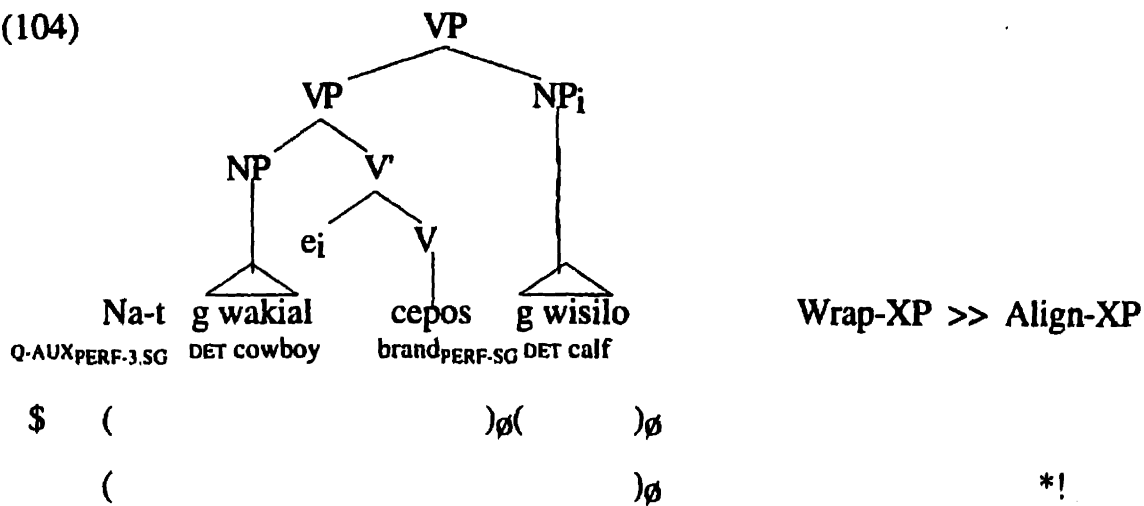 (104) VP
VP NPi
NP V'
ei V
Na-t g wakial cepos g wisilo Wrap-XP >> Align-XP
Q-AUXPERF-3.SG DET cowboy brandPERF-SG DET calf
$ ( )ø( )ø
( )ø *!